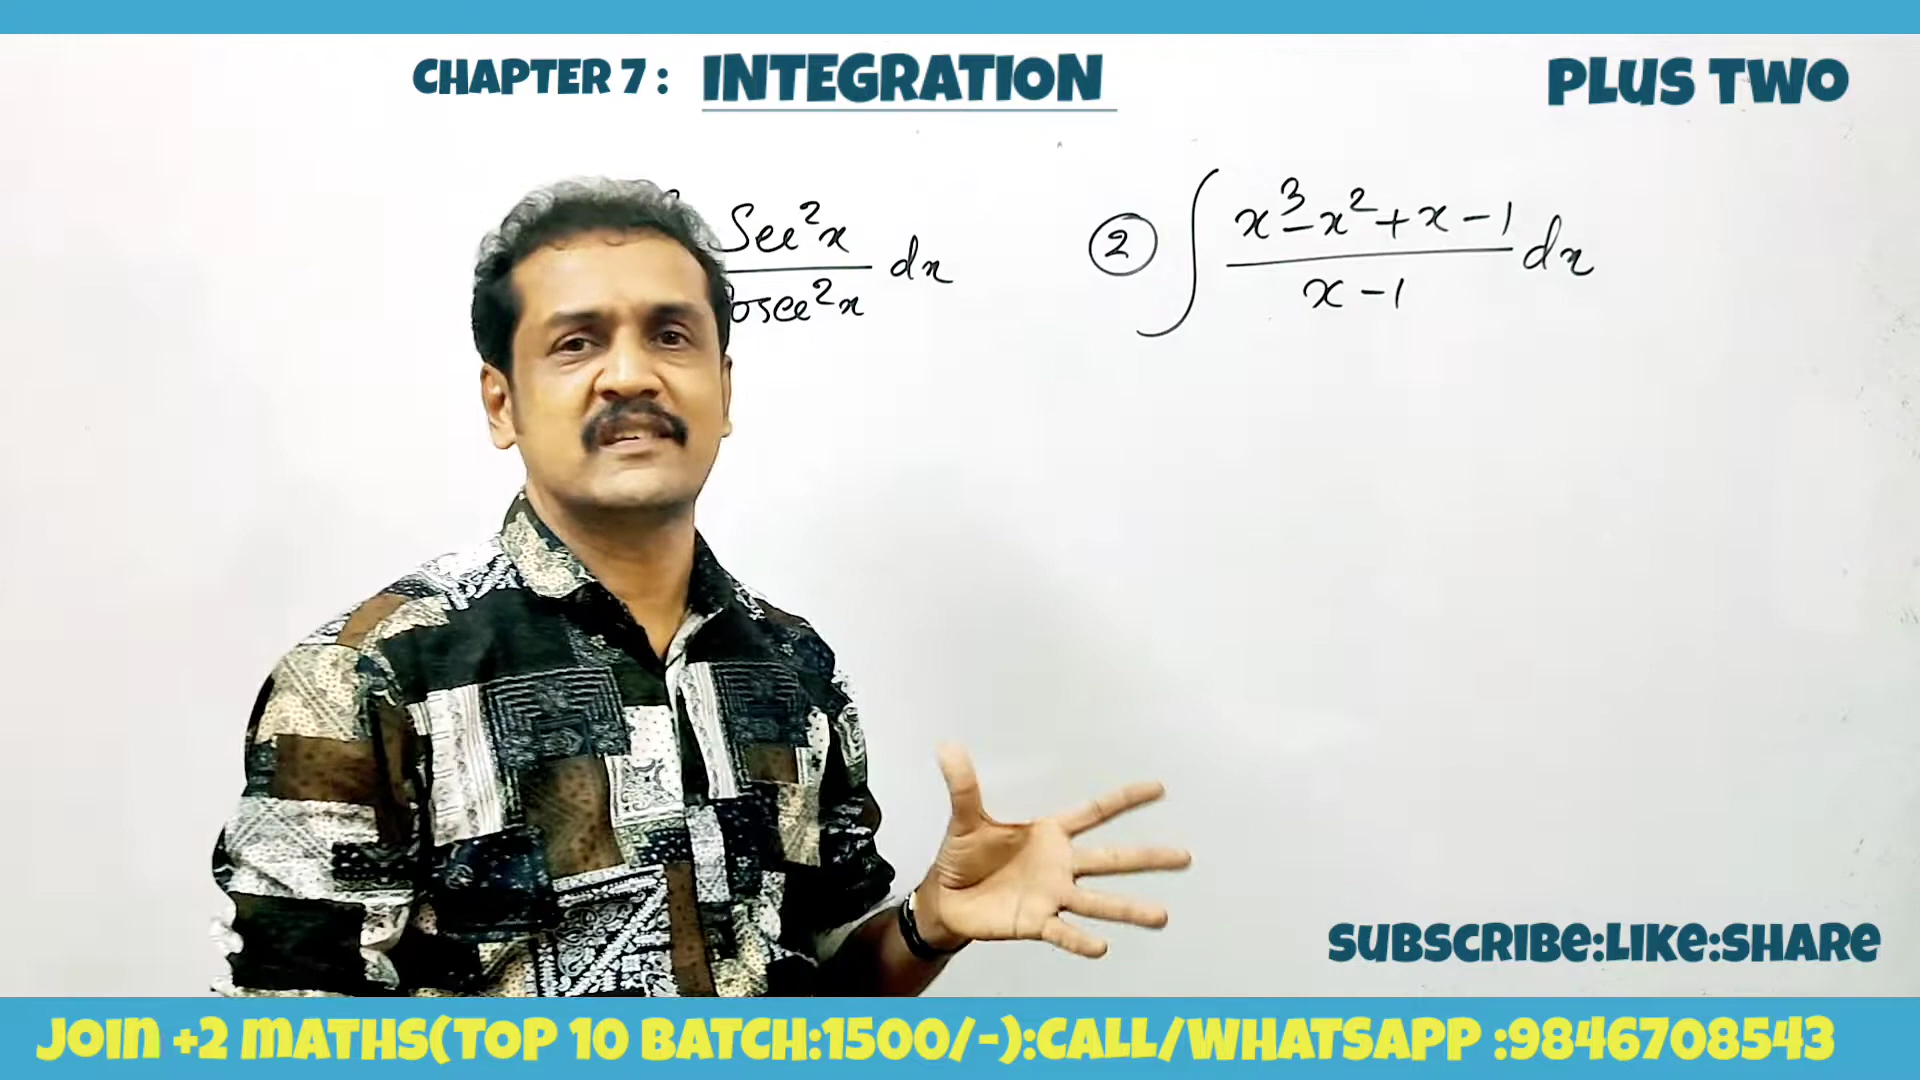 CHAPTER 7 : INTEGRATION
PLUS TWO
Sec²x
―――― dx
osec²x
② ∫ x³-x²+x-1
―――― dx
x-1
SUBSCRIBE:LIKE:SHARE
JOIN +2 MATHS(TOP 10 BATCH:1500/-):CALL/WHATSAPP :9846708543